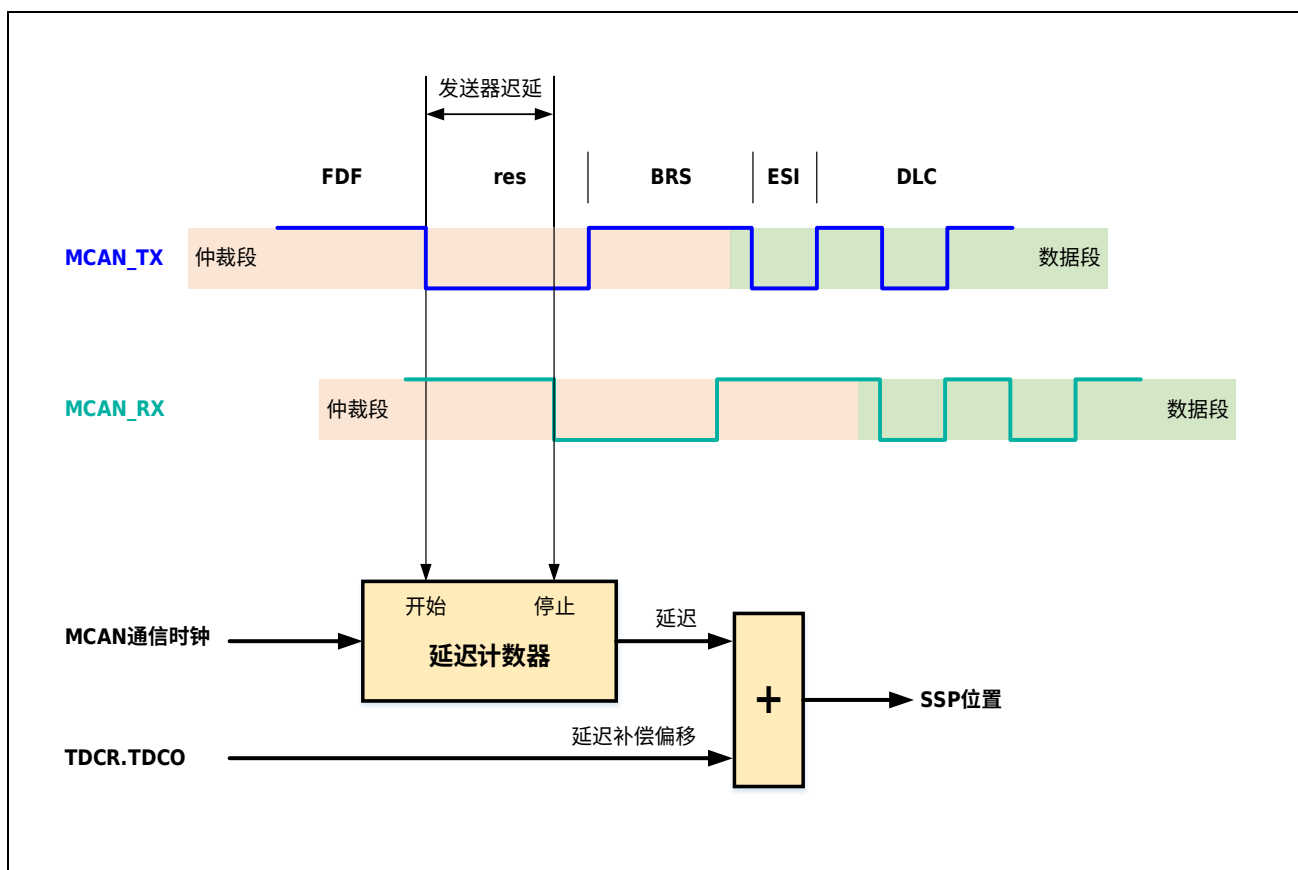 发送器迟延
FDF
res
BRS
ESI
DLC
MCAN_TX
仲裁段
数据段
MCAN_RX
仲裁段
数据段
开始
停止
MCAN通信时钟
延迟计数器
延迟
+
SSP位置
延迟补偿偏移
TDCR.TDCO